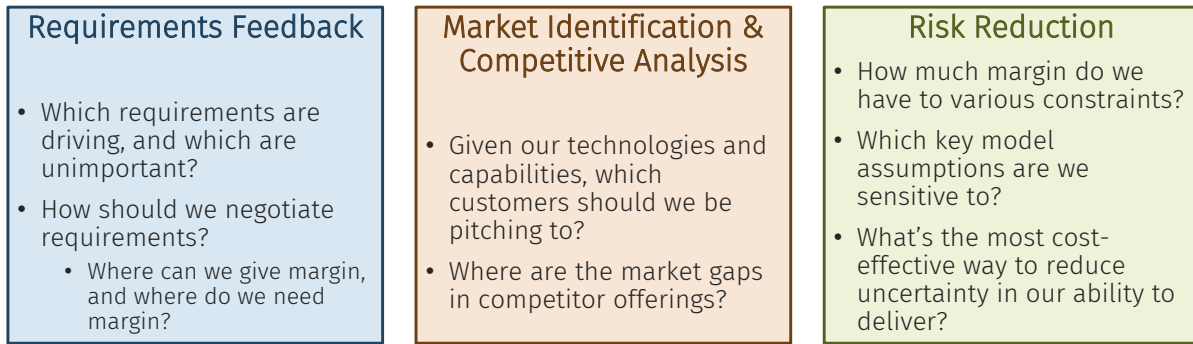 Requirements Feedback
• Which requirements are
driving, and which are
unimportant?
• How should we negotiate
requirements?
• Where can we give margin,
and where do we need
margin?
Market Identification &
Competitive Analysis
• Given our technologies and
capabilities, which
customers should we be
pitching to?
• Where are the market gaps
in competitor offerings?
Risk Reduction
• How much margin do we
have to various constraints?
• Which key model
assumptions are we
sensitive to?
• What’s the most cost-
effective way to reduce
uncertainty in our ability to
deliver?